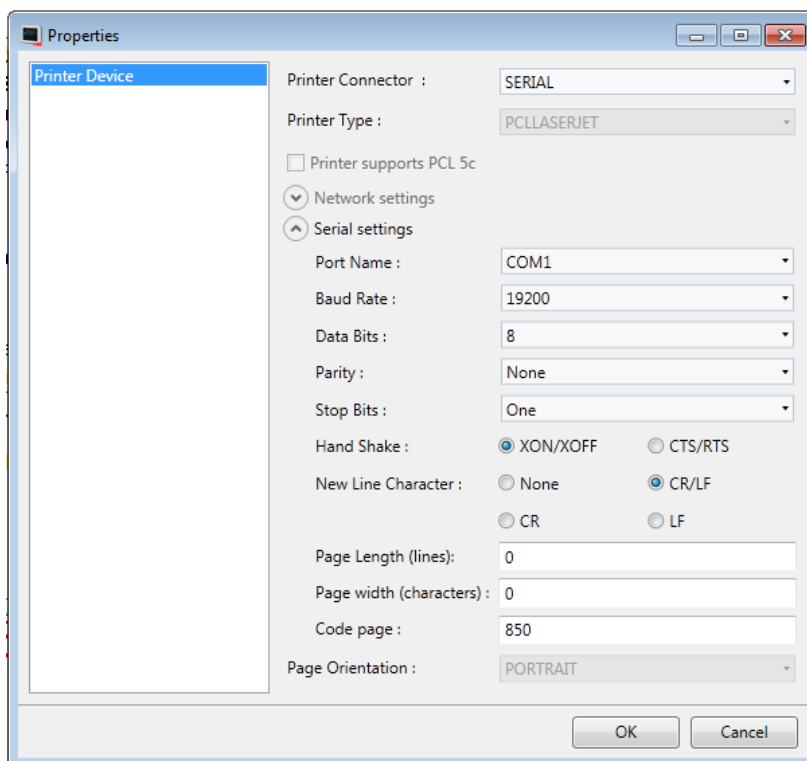 Properties
Printer Device
Printer Connector : SERIAL
Printer Type : PCLLASERJET
Printer supports PCL 5c
Network settings
Serial settings
Port Name : COM1
Baud Rate : 19200
Data Bits : 8
Parity : None
Stop Bits : One
Hand Shake : XON/XOFF CTS/RTS
New Line Character : None CR/LF
CR LF
Page Length (lines): 0
Page width (characters) : 0
Code page : 850
Page Orientation : PORTRAIT
OK Cancel